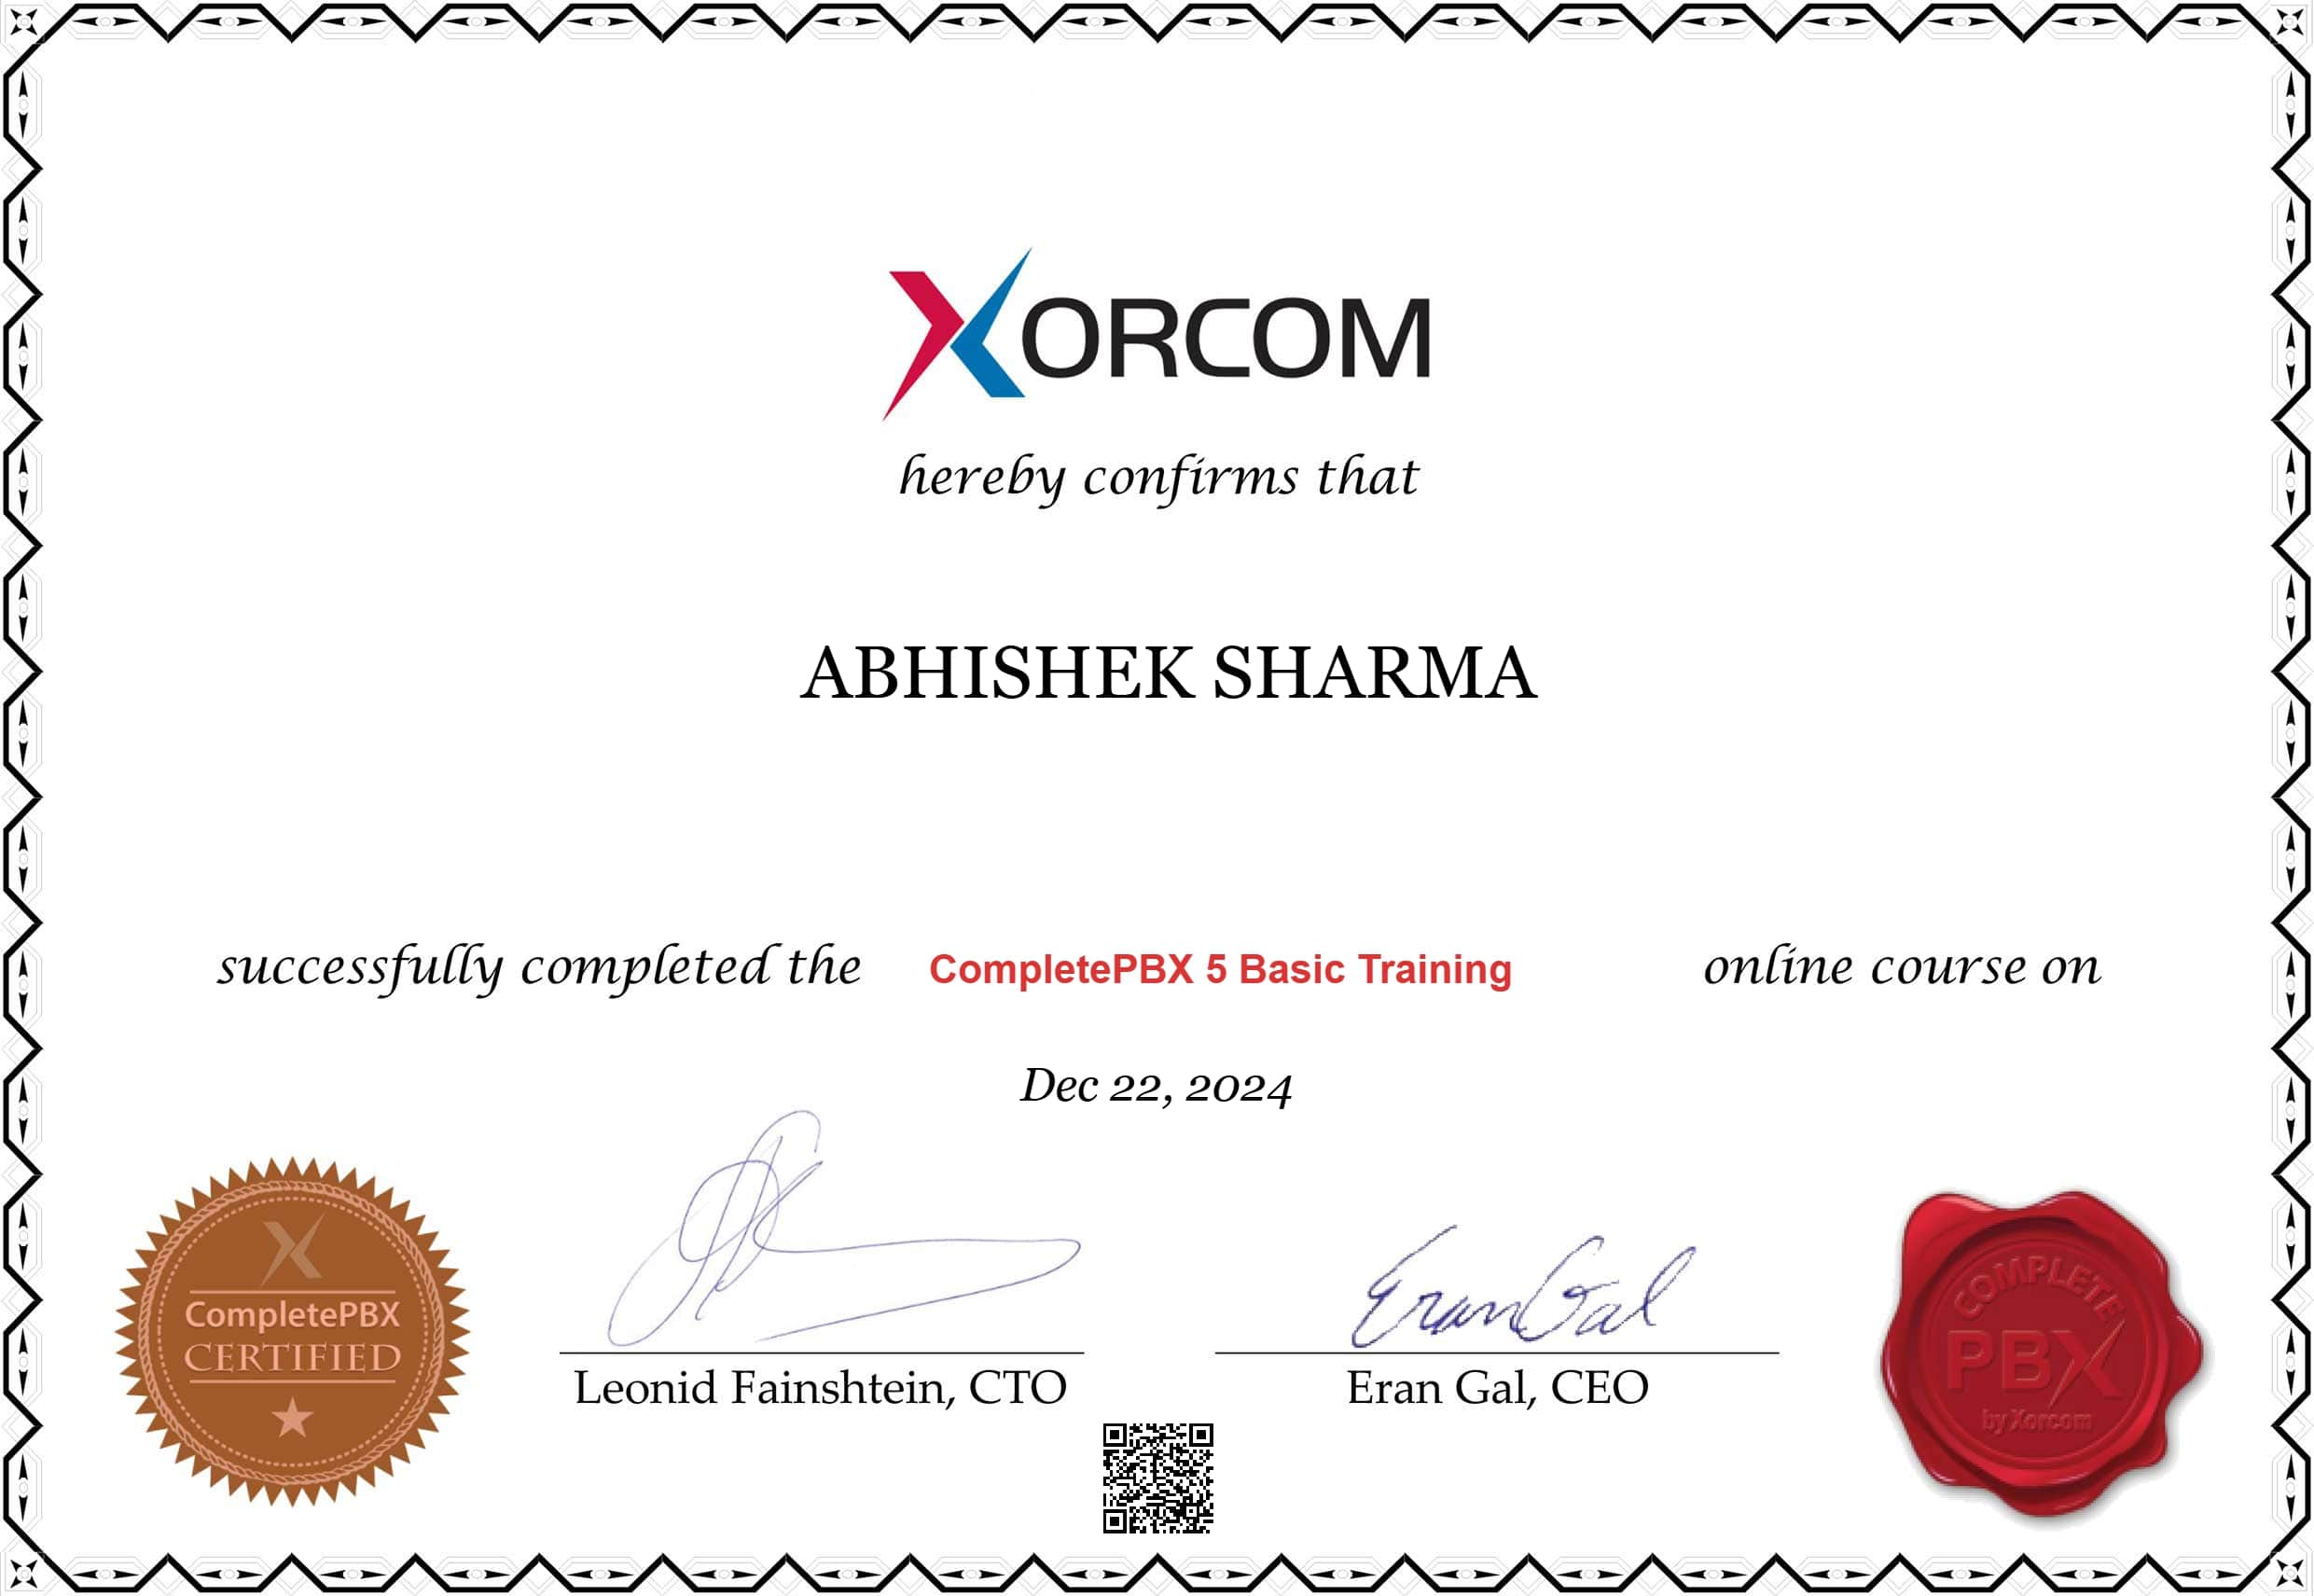 XORCOM
hereby confirms that
ABHISHEK SHARMA
successfully completed the CompletePBX 5 Basic Training online course on
Dec 22, 2024
CompletePBX
CERTIFIED
Eran Gal
Leonid Fainshtein, CTO
Eran Gal, CEO
COMPLETE
PBX
by Xorcom